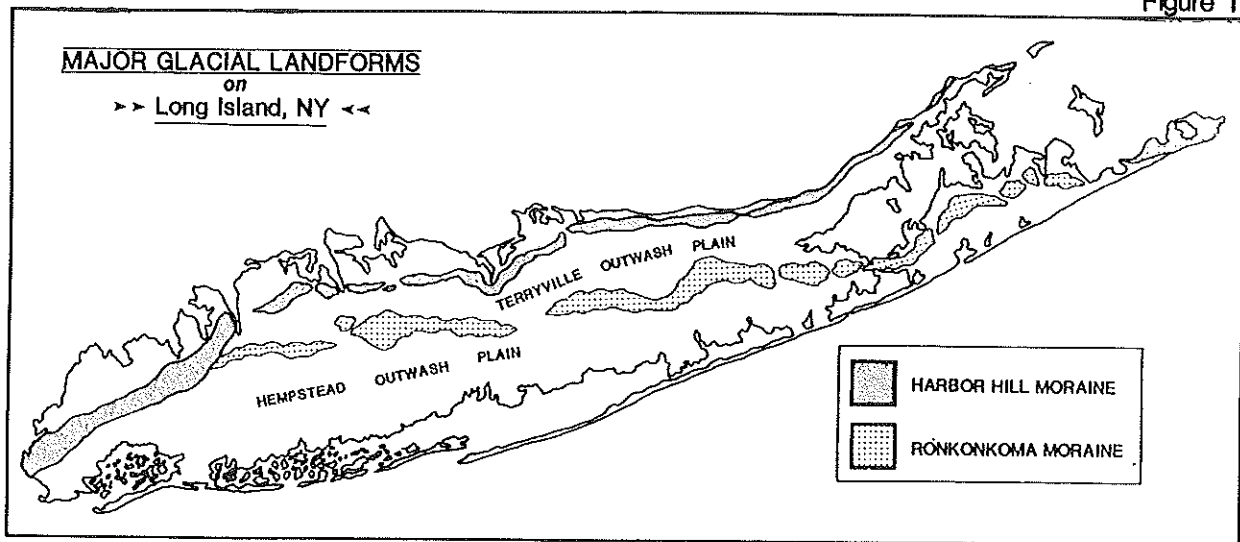 Figure 1
MAJOR GLACIAL LANDFORMS
on
➤➤ Long Island, NY ◄◄
TERRYVILLE OUTWASH PLAIN
HEMPSTEAD OUTWASH PLAIN
HARBOR HILL MORAINE
RONKONKOMA MORAINE